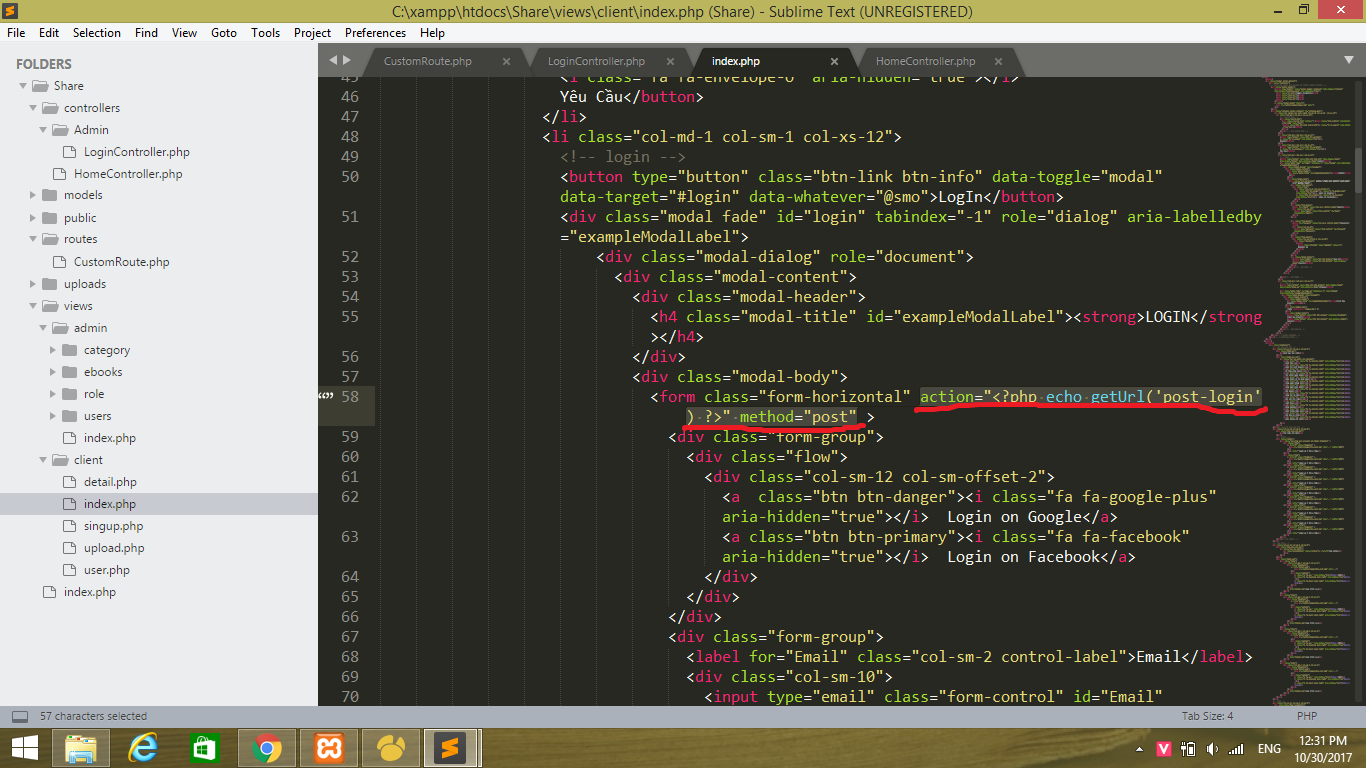 C:\xampp\htdocs\Share\views\client\index.php (Share) - Sublime Text (UNREGISTERED)
File Edit Selection Find View Goto Tools Project Preferences Help
FOLDERS
Share
controllers
Admin
LoginController.php
HomeController.php
models
public
routes
CustomRoute.php
uploads
views
admin
category
ebooks
role
users
index.php
client
detail.php
index.php
singup.php
upload.php
user.php
index.php
CustomRoute.php LoginController.php index.php HomeController.php
45 <i class="fa fa-envelope-o" aria-hidden="true"></i>
46 Yêu Cầu</button>
47 </li>
48 <li class="col-md-1 col-sm-1 col-xs-12">
49 <!-- login -->
50 <button type="button" class="btn-link btn-info" data-toggle="modal"
data-target="#login" data-whatever="@smo">LogIn</button>
51 <div class="modal fade" id="login" tabindex="-1" role="dialog" aria-labelledby
="exampleModalLabel">
52 <div class="modal-dialog" role="document">
53 <div class="modal-content">
54 <div class="modal-header">
55 <h4 class="modal-title" id="exampleModalLabel"><strong>LOGIN</strong
></h4>
56 </div>
57 <div class="modal-body">
58 <form class="form-horizontal" action="<?php echo getUrl('post-login'
) ?>" method="post" >
59 <div class="form-group">
60 <div class="flow">
61 <div class="col-sm-12 col-sm-offset-2">
62 <a  class="btn btn-danger"><i class="fa fa-google-plus"
aria-hidden="true"></i>  Login on Google</a>
63 <a class="btn btn-primary"><i class="fa fa-facebook"
aria-hidden="true"></i>  Login on Facebook</a>
64 </div>
65 </div>
66 </div>
67 <div class="form-group">
68 <label for="Email" class="col-sm-2 control-label">Email</label>
69 <div class="col-sm-10">
70 <input type="email" class="form-control" id="Email"
57 characters selected
Tab Size: 4 PHP
ENG
12:31 PM
10/30/2017